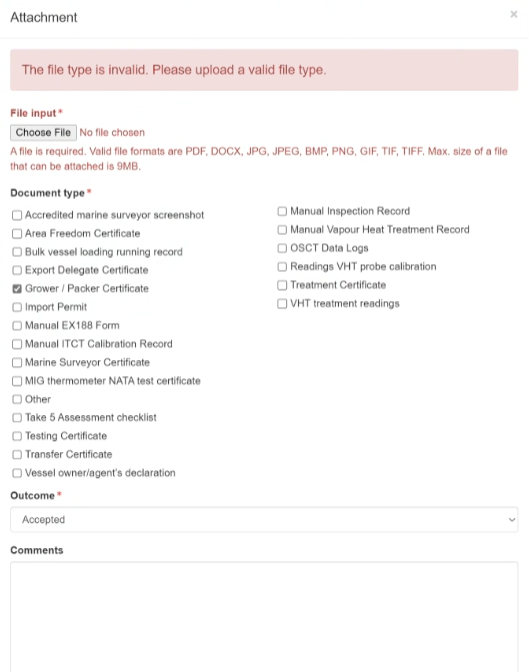 Attachment
×
The file type is invalid. Please upload a valid file type.
File input *
Choose File No file chosen
A file is required. Valid file formats are PDF, DOCX, JPG, JPEG, BMP, PNG, GIF, TIF, TIFF. Max. size of a file
that can be attached is 9MB.
Document type *
Accredited marine surveyor screenshot
Area Freedom Certificate
Bulk vessel loading running record
Export Delegate Certificate
Grower / Packer Certificate
Import Permit
Manual EX188 Form
Manual ITCT Calibration Record
Marine Surveyor Certificate
MIG thermometer NATA test certificate
Other
Take 5 Assessment checklist
Testing Certificate
Transfer Certificate
Vessel owner/agent's declaration
Manual Inspection Record
Manual Vapour Heat Treatment Record
OSCT Data Logs
Readings VHT probe calibration
Treatment Certificate
VHT treatment readings
Outcome *
Accepted
Comments